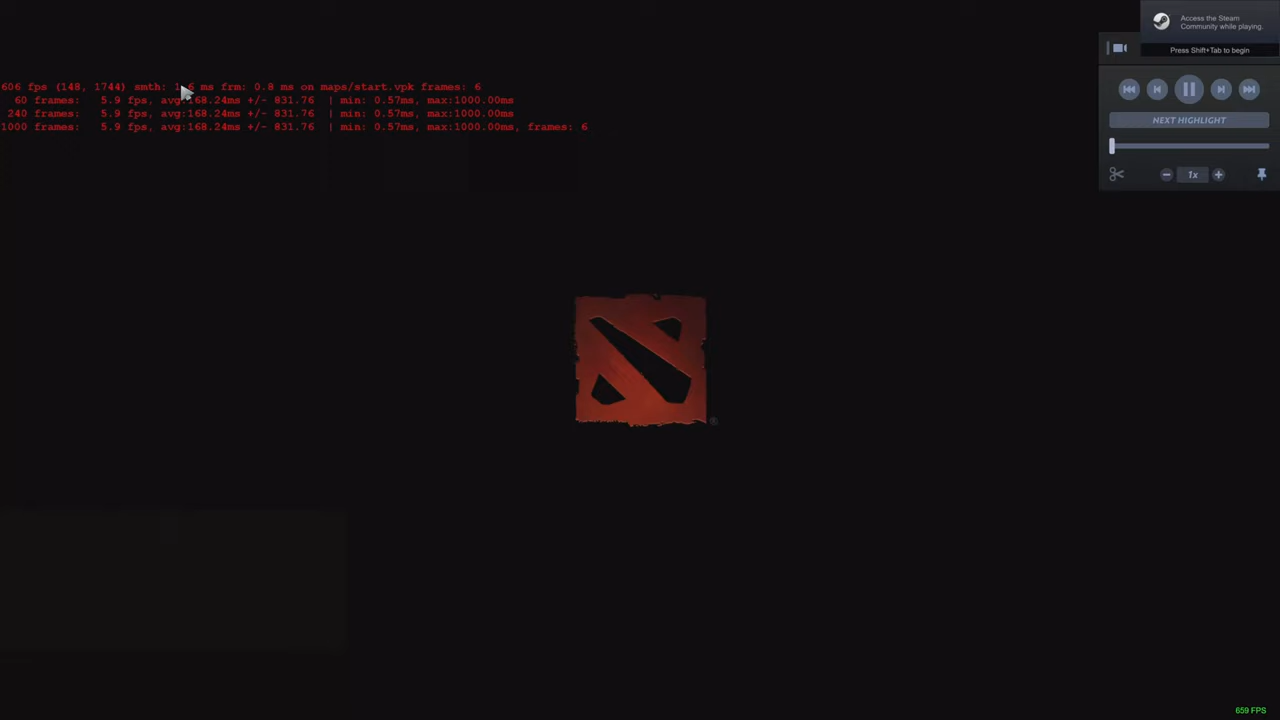 Access the Steam
Community while playing.
Press Shift+Tab to begin
606 fps (148, 1744) smth: 1.6 ms frm: 0.8 ms on maps/start.vpk frames: 6
60 frames: 5.9 fps, avg:168.24ms +/- 831.76 | min: 0.57ms, max:1000.00ms
240 frames: 5.9 fps, avg:168.24ms +/- 831.76 | min: 0.57ms, max:1000.00ms
1000 frames: 5.9 fps, avg:168.24ms +/- 831.76 | min: 0.57ms, max:1000.00ms, frames: 6
NEXT HIGHLIGHT
1x
®
659 FPS